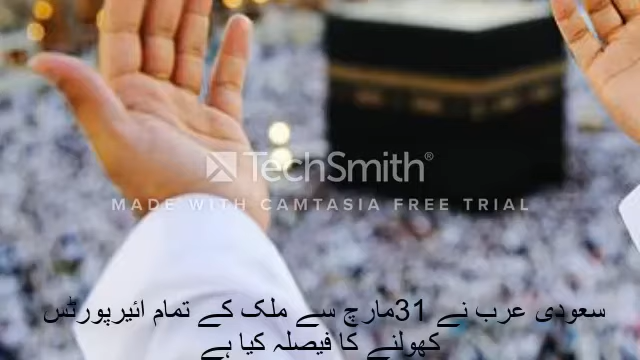 TechSmith®
MADE WITH CAMTASIA FREE TRIAL
سعودی عرب نے 31مارچ سے ملک کے تمام ائیرپورٹس
کھولنے کا فیصلہ کیا ہے